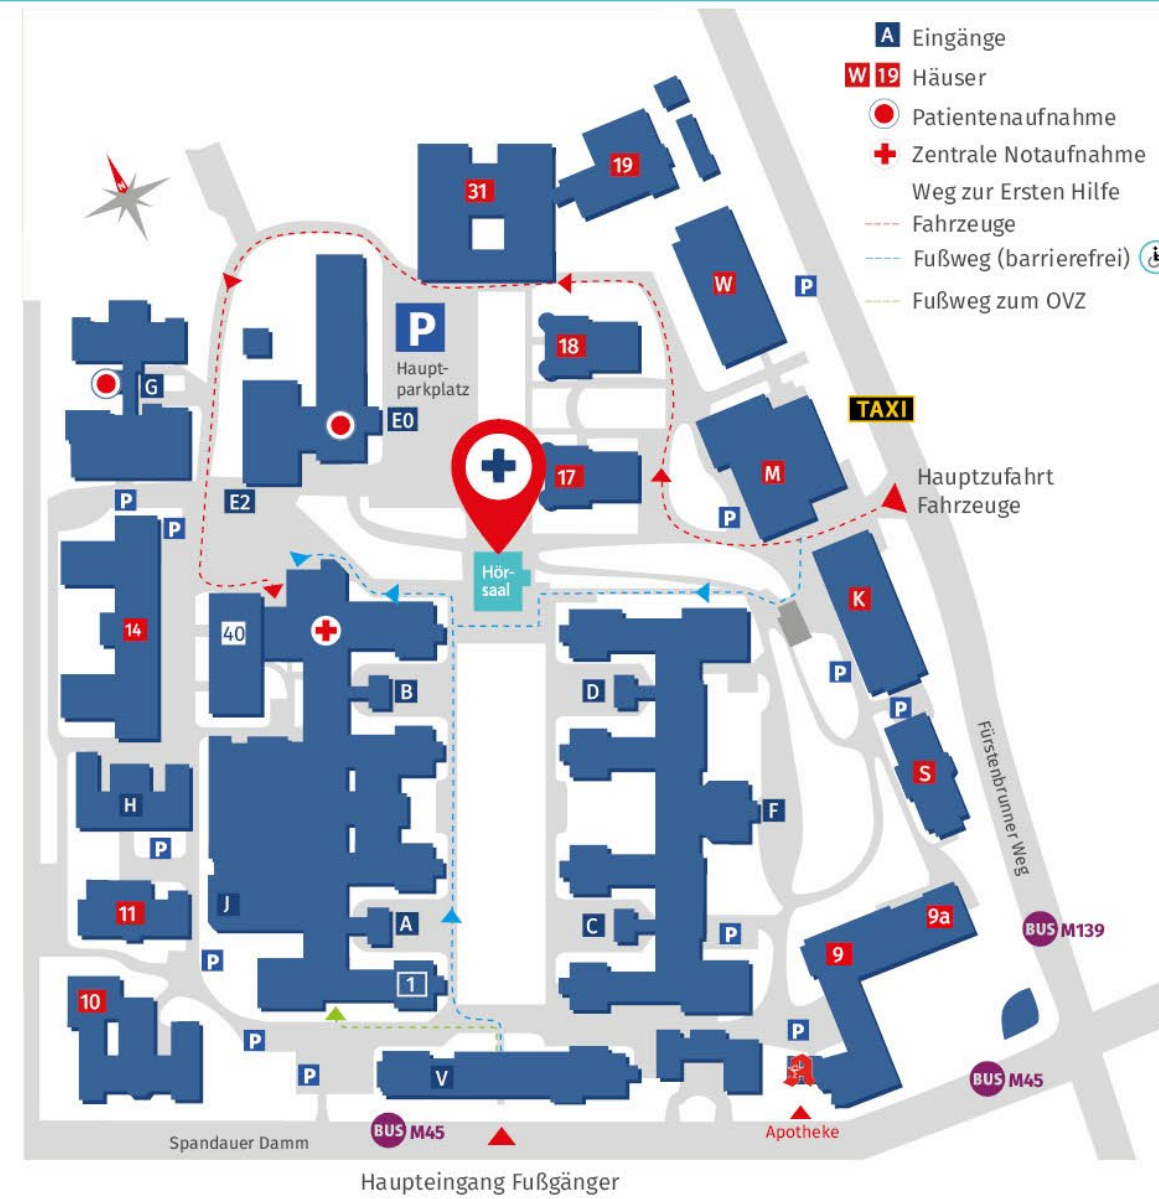 A Eingänge
W 19 Häuser
Patientenaufnahme
Zentrale Notaufnahme
Weg zur Ersten Hilfe
Fahrzeuge
Fußweg (barrierefrei)
Fußweg zum OVZ
N
31
19
W
P
18
P
Haupt-
parkplatz
G
TAXI
E0
17
M
Hauptzufahrt
Fahrzeuge
E2
P
P
P
Hör-
saal
K
14
40
P
B
D
P
S
Fürstenbrunner Weg
H
F
P
J
11
A
C
P
9a
9
BUS M139
P
10
1
P
P
P
V
A
BUS M45
BUS M45
Apotheke
Spandauer Damm
Haupteingang Fußgänger